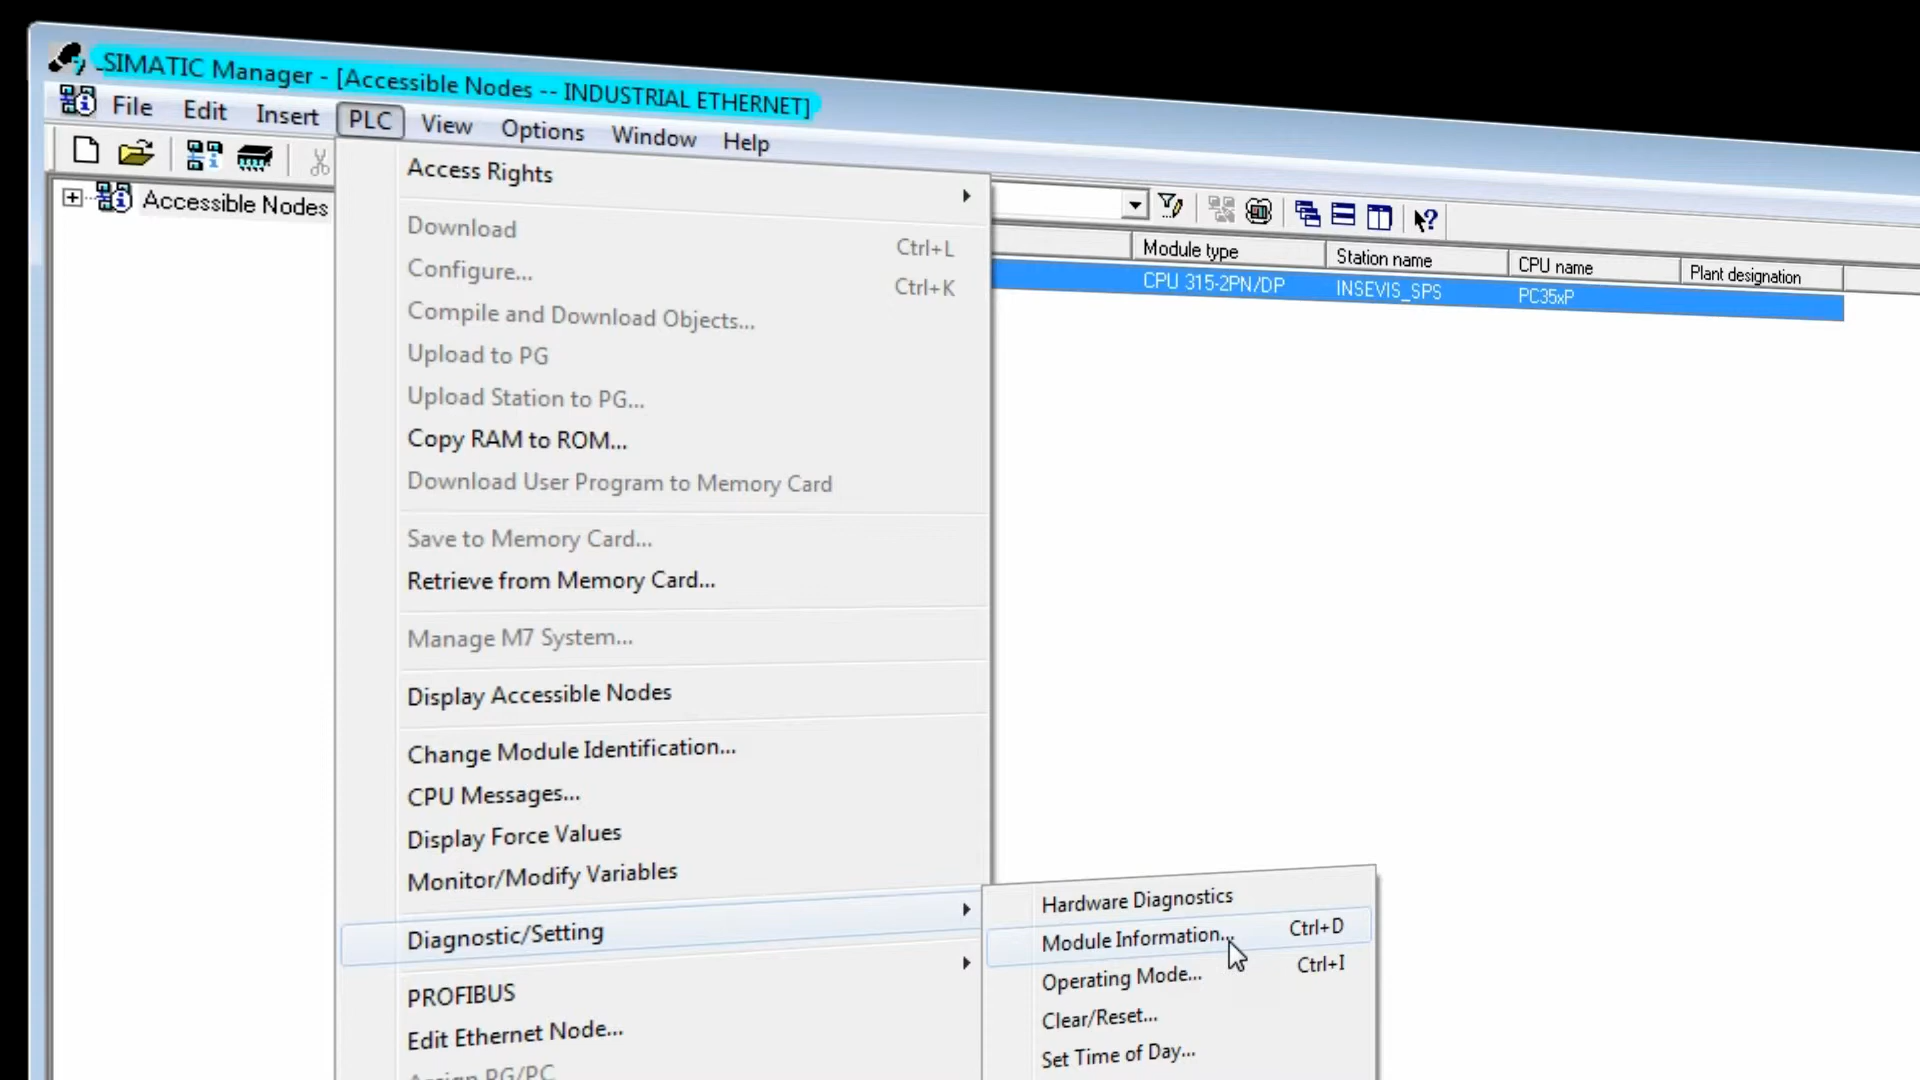 SIMATIC Manager - [Accessible Nodes -- INDUSTRIAL ETHERNET]
File Edit Insert PLC View Options Window Help
Accessible Nodes
Access Rights
Download Ctrl+L
Configure... Ctrl+K
Compile and Download Objects...
Upload to PG
Upload Station to PG...
Copy RAM to ROM...
Download User Program to Memory Card
Save to Memory Card...
Retrieve from Memory Card...
Manage M7 System...
Display Accessible Nodes
Change Module Identification...
CPU Messages...
Display Force Values
Monitor/Modify Variables
Diagnostic/Setting
PROFIBUS
Edit Ethernet Node...
Assign PG/PC
Module type Station name CPU name Plant designation
CPU 315-2PN/DP INSEVIS_SPS PC35xP
Hardware Diagnostics
Module Information... Ctrl+D
Operating Mode... Ctrl+I
Clear/Reset...
Set Time of Day...